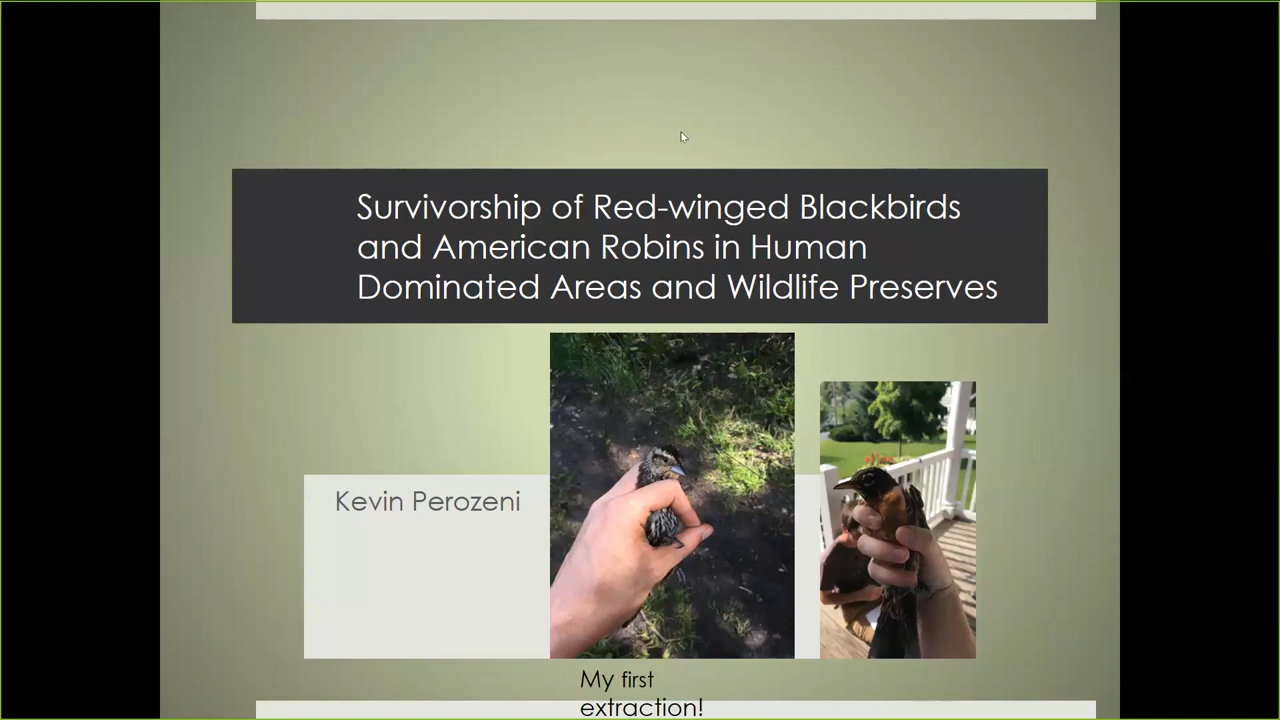 Survivorship of Red-winged Blackbirds
and American Robins in Human
Dominated Areas and Wildlife Preserves
Kevin Perozeni
My first
extraction!